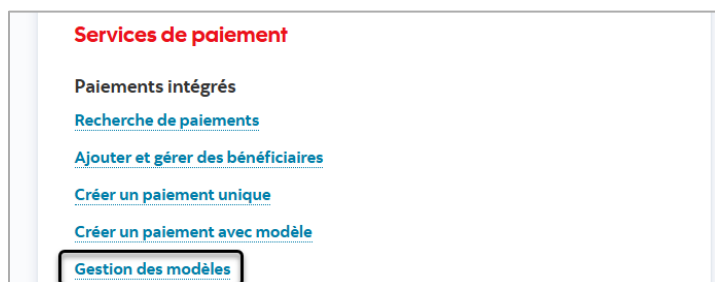 Services de paiement
Paiements intégrés
Recherche de paiements
Ajouter et gérer des bénéficiaires
Créer un paiement unique
Créer un paiement avec modèle
Gestion des modèles